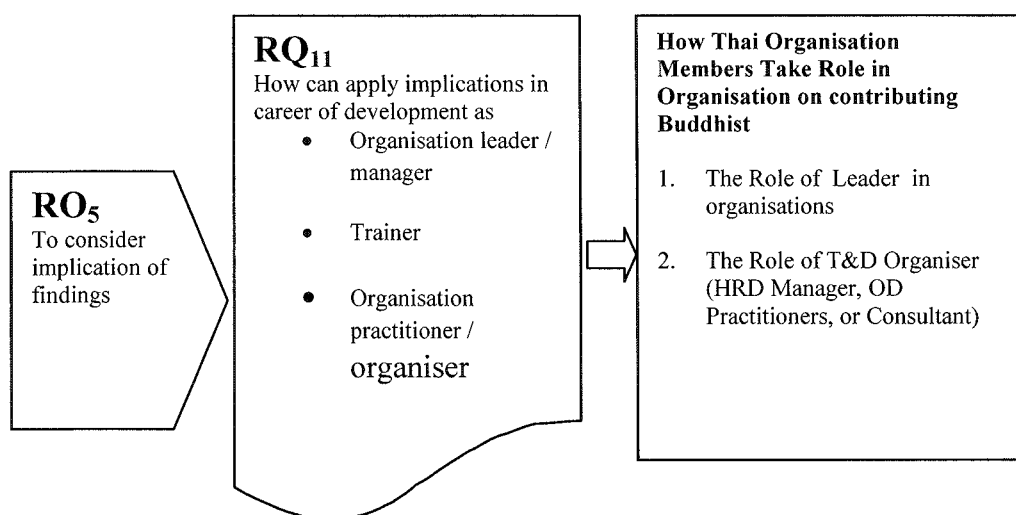 RO5
To consider
implication of
findings
RQ11
How can apply implications in
career of development as
• Organisation leader /
manager
• Trainer
• Organisation
practitioner /
organiser
How Thai Organisation
Members Take Role in
Organisation on contributing
Buddhist
1. The Role of Leader in
organisations
2. The Role of T&D Organiser
(HRD Manager, OD
Practitioners, or Consultant)